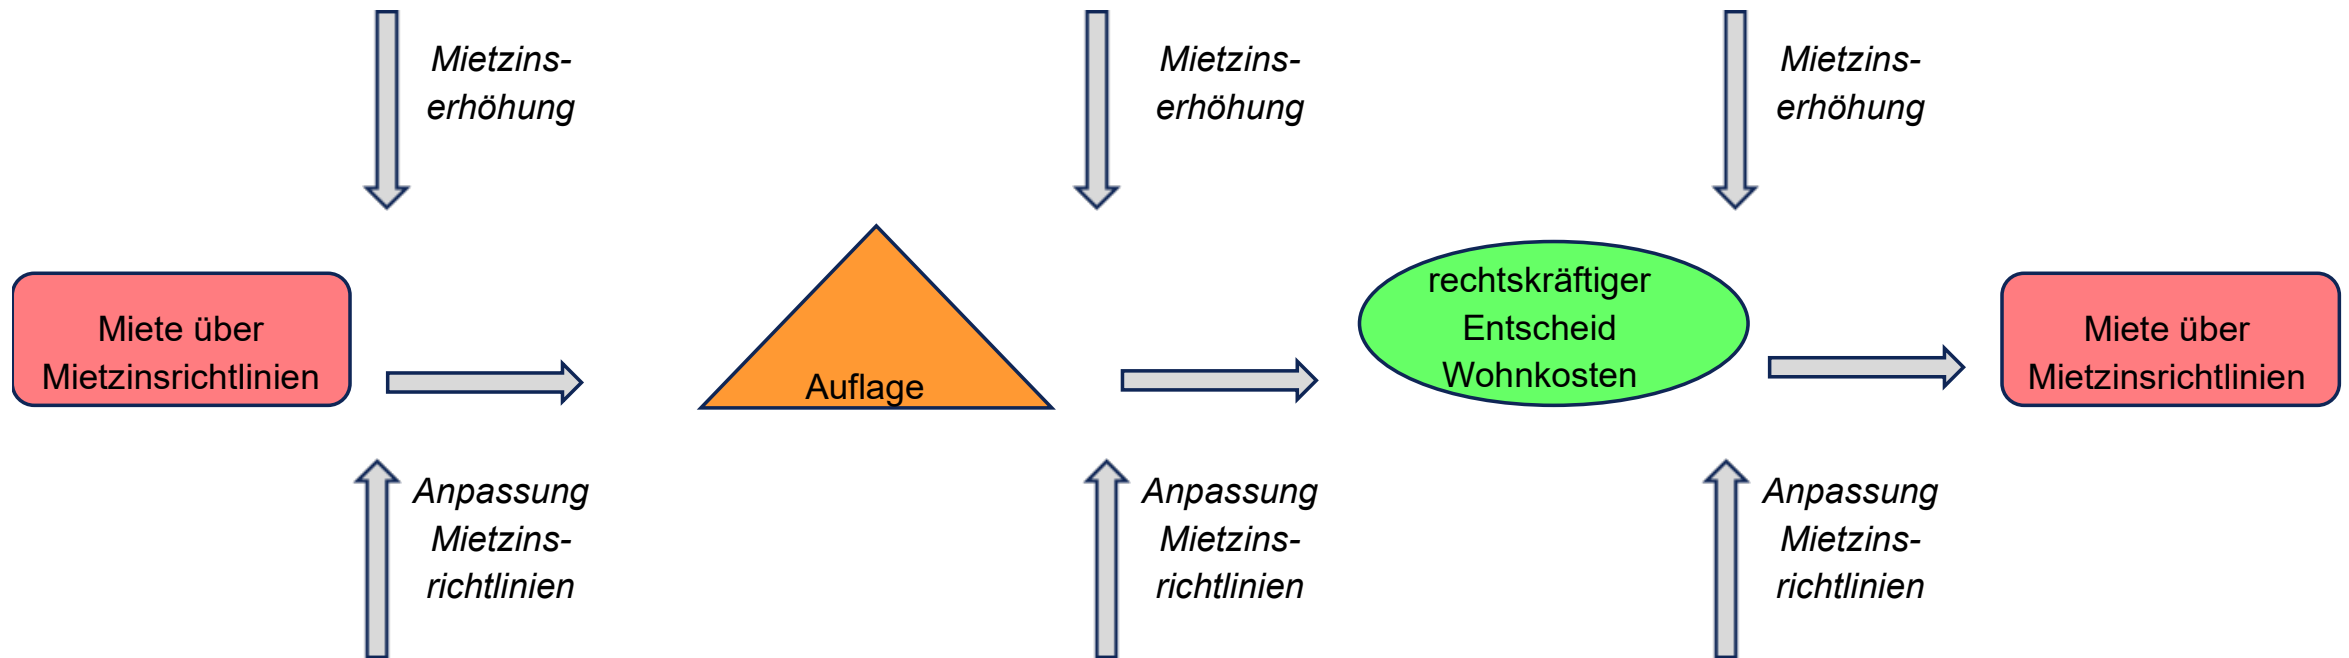 Mietzins-
erhöhung
Mietzins-
erhöhung
Mietzins-
erhöhung
Miete über
Mietzinsrichtlinien
Auflage
rechtskräftiger
Entscheid
Wohnkosten
Miete über
Mietzinsrichtlinien
Anpassung
Mietzins-
richtlinien
Anpassung
Mietzins-
richtlinien
Anpassung
Mietzins-
richtlinien